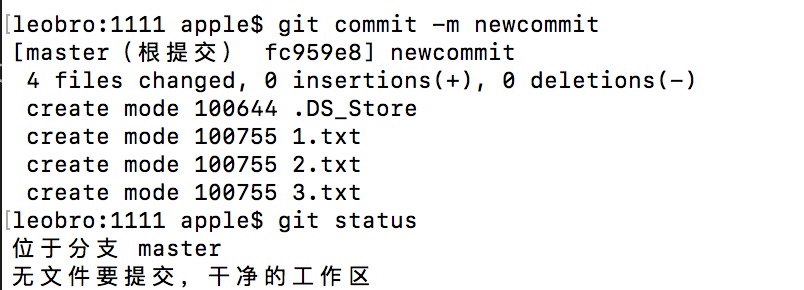 [leobro:1111 apple$ git commit -m newcommit
[master（根提交） fc959e8] newcommit
 4 files changed, 0 insertions(+), 0 deletions(-)
 create mode 100644 .DS_Store
 create mode 100755 1.txt
 create mode 100755 2.txt
 create mode 100755 3.txt
[leobro:1111 apple$ git status
位于分支 master
无文件要提交，干净的工作区